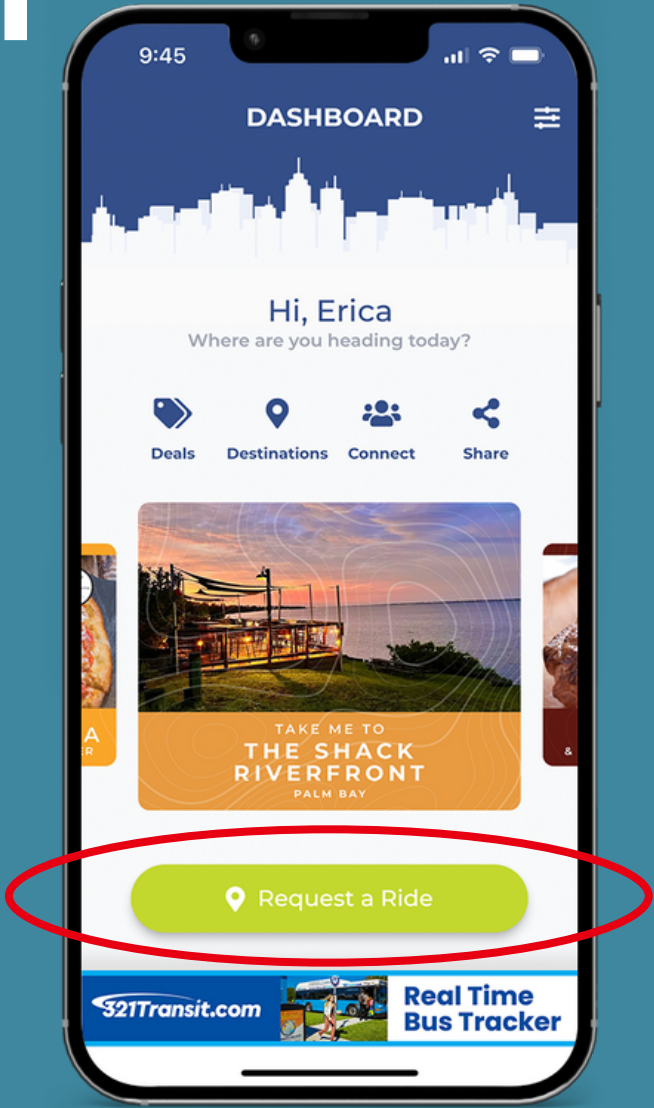 9:45
DASHBOARD
Hi, Erica
Where are you heading today?
Deals
Destinations
Connect
Share
A
ER
TAKE ME TO
THE SHACK
RIVERFRONT
PALM BAY
&
Request a Ride
321Transit.com
Real Time
Bus Tracker